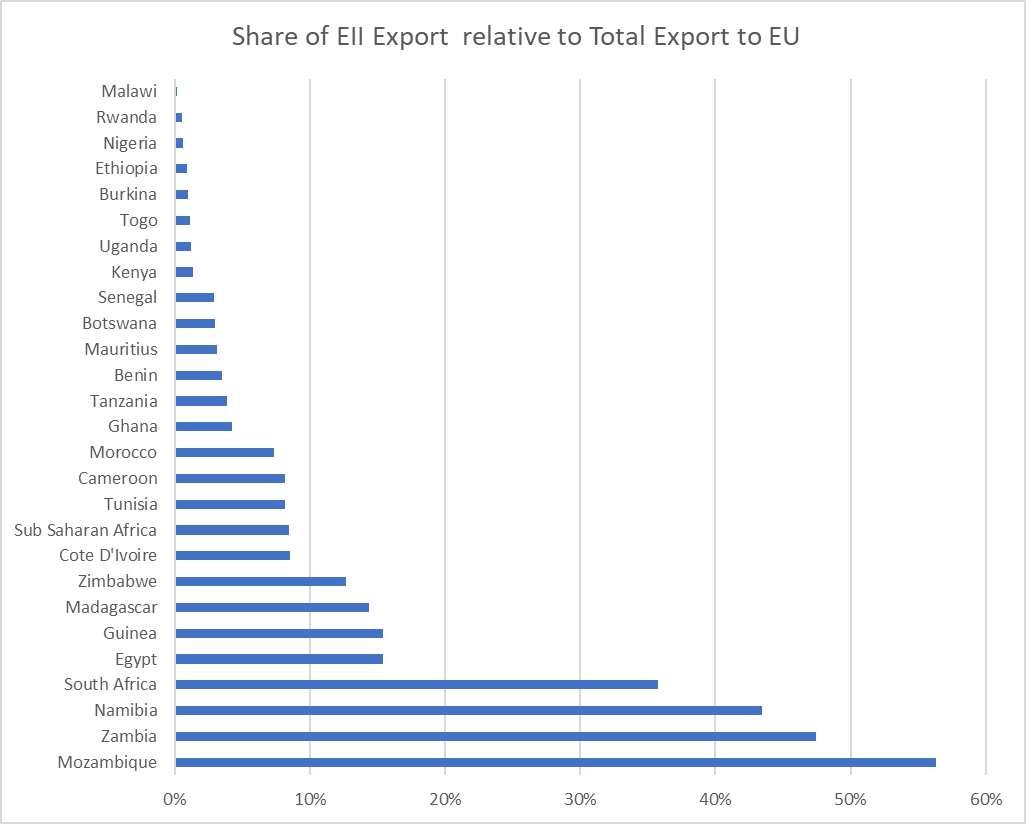 Share of EII Export  relative to Total Export to EU
Malawi
Rwanda
Nigeria
Ethiopia
Burkina
Togo
Uganda
Kenya
Senegal
Botswana
Mauritius
Benin
Tanzania
Ghana
Morocco
Cameroon
Tunisia
Sub Saharan Africa
Cote D'Ivoire
Zimbabwe
Madagascar
Guinea
Egypt
South Africa
Namibia
Zambia
Mozambique
0% 10% 20% 30% 40% 50% 60%